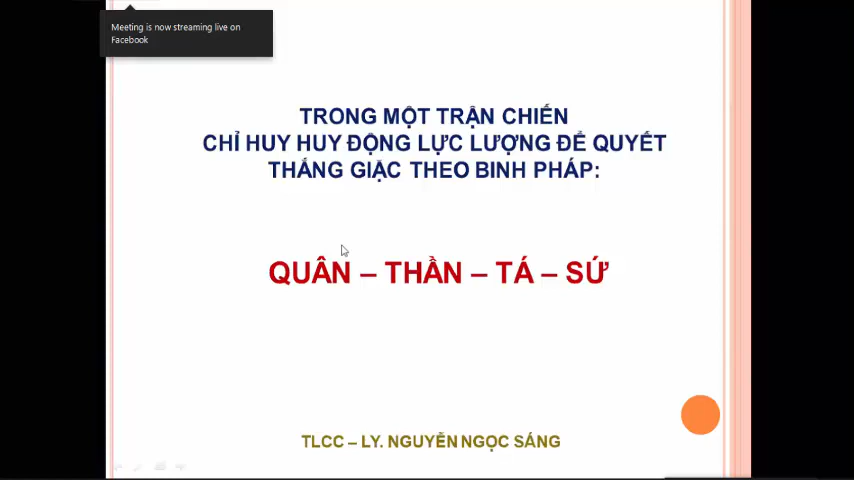 Meeting is now streaming live on
Facebook
TRONG MỘT TRẬN CHIẾN
CHỈ HUY HUY ĐỘNG LỰC LƯỢNG ĐỂ QUYẾT
THẮNG GIẶC THEO BINH PHÁP:
QUÂN – THẦN – TÁ – SỨ
TLCC – LY. NGUYỄN NGỌC SÁNG